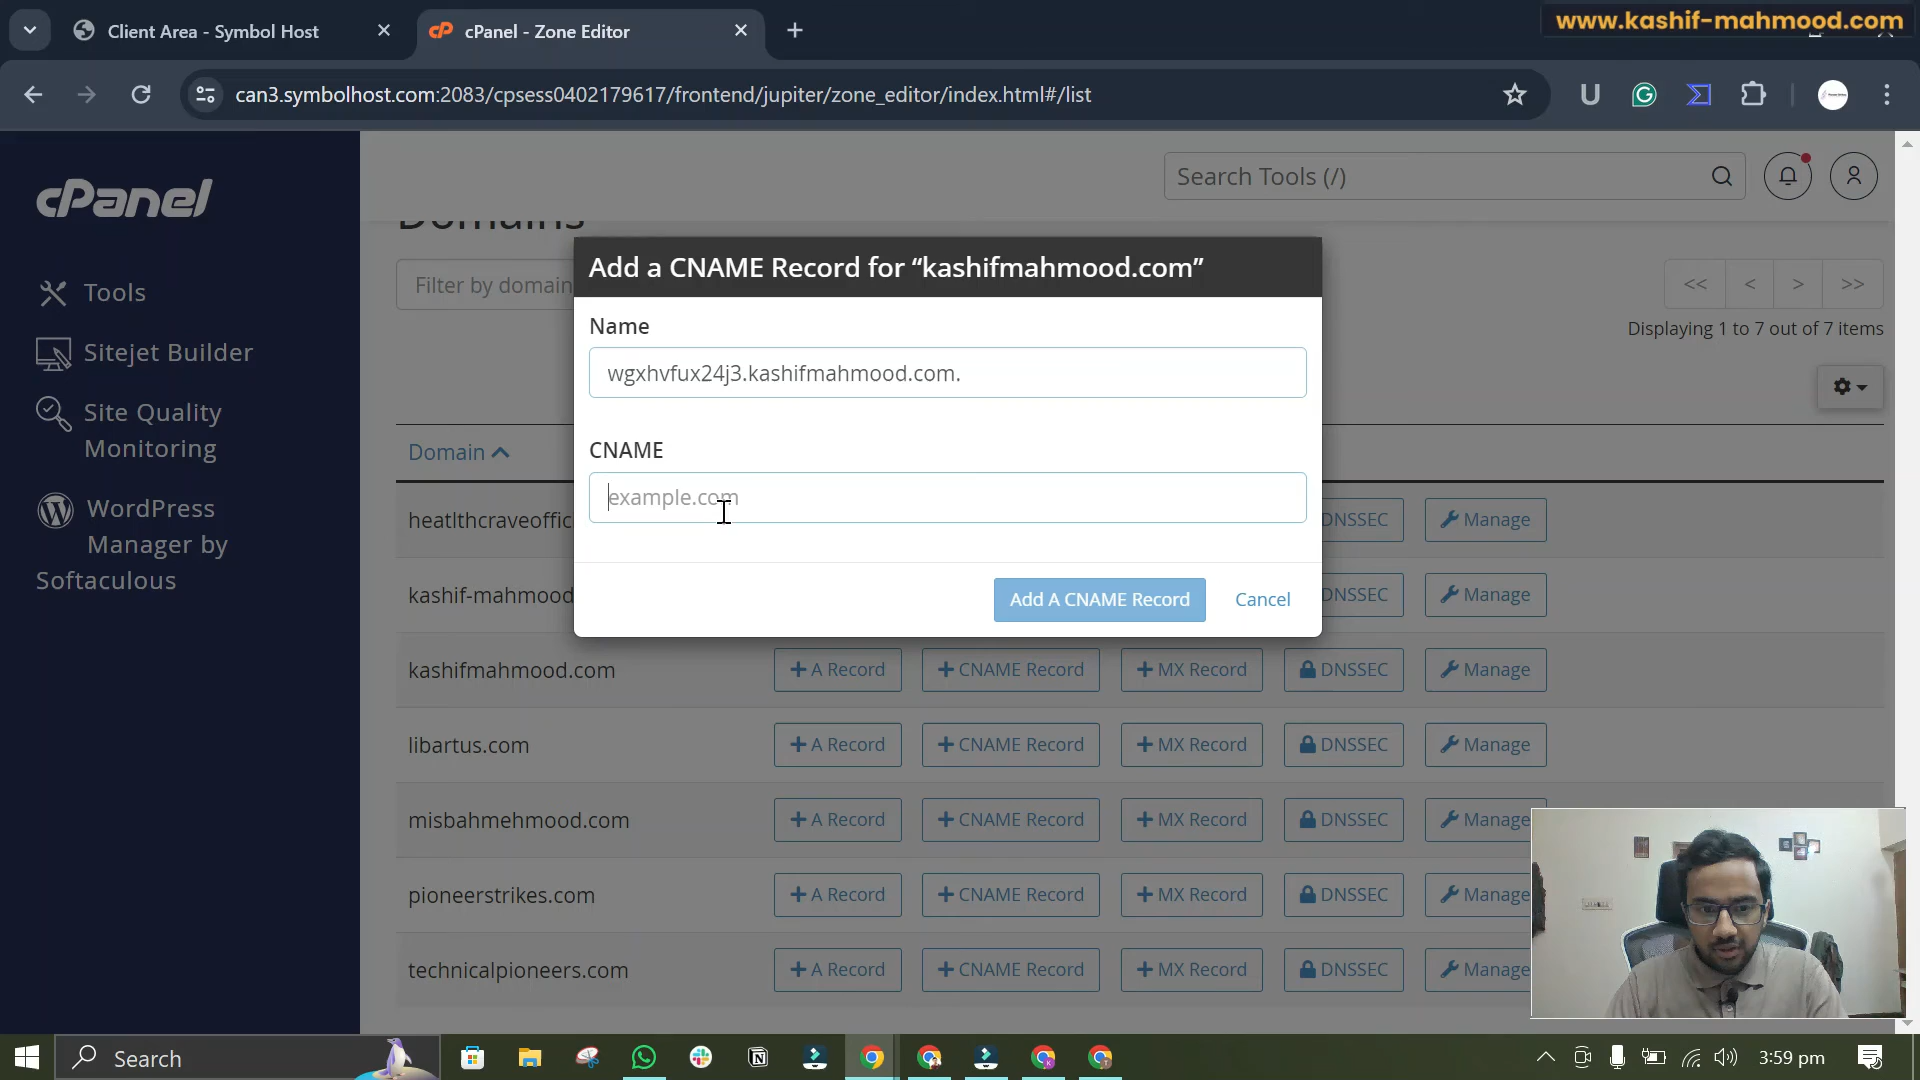 Client Area - Symbol Host
cPanel - Zone Editor
www.kashif-mahmood.com
can3.symbolhost.com:2083/cpsess0402179617/frontend/jupiter/zone_editor/index.html#/list
cPanel
Search Tools (/)
Tools
Sitejet Builder
Site Quality
Monitoring
WordPress
Manager by
Softaculous
Domains
Filter by domain
<< < > >>
Displaying 1 to 7 out of 7 items
Add a CNAME Record for “kashifmahmood.com”
Name
wgxhvfux24j3.kashifmahmood.com.
CNAME
example.com
Add A CNAME Record Cancel
Domain
heatlthcraveoffic DNSSEC Manage
kashif-mahmood DNSSEC Manage
kashifmahmood.com + A Record + CNAME Record + MX Record DNSSEC Manage
libartus.com + A Record + CNAME Record + MX Record DNSSEC Manage
misbahmehmood.com + A Record + CNAME Record + MX Record DNSSEC Manage
pioneerstrikes.com + A Record + CNAME Record + MX Record DNSSEC Manage
technicalpioneers.com + A Record + CNAME Record + MX Record DNSSEC Manage
Search
3:59 pm